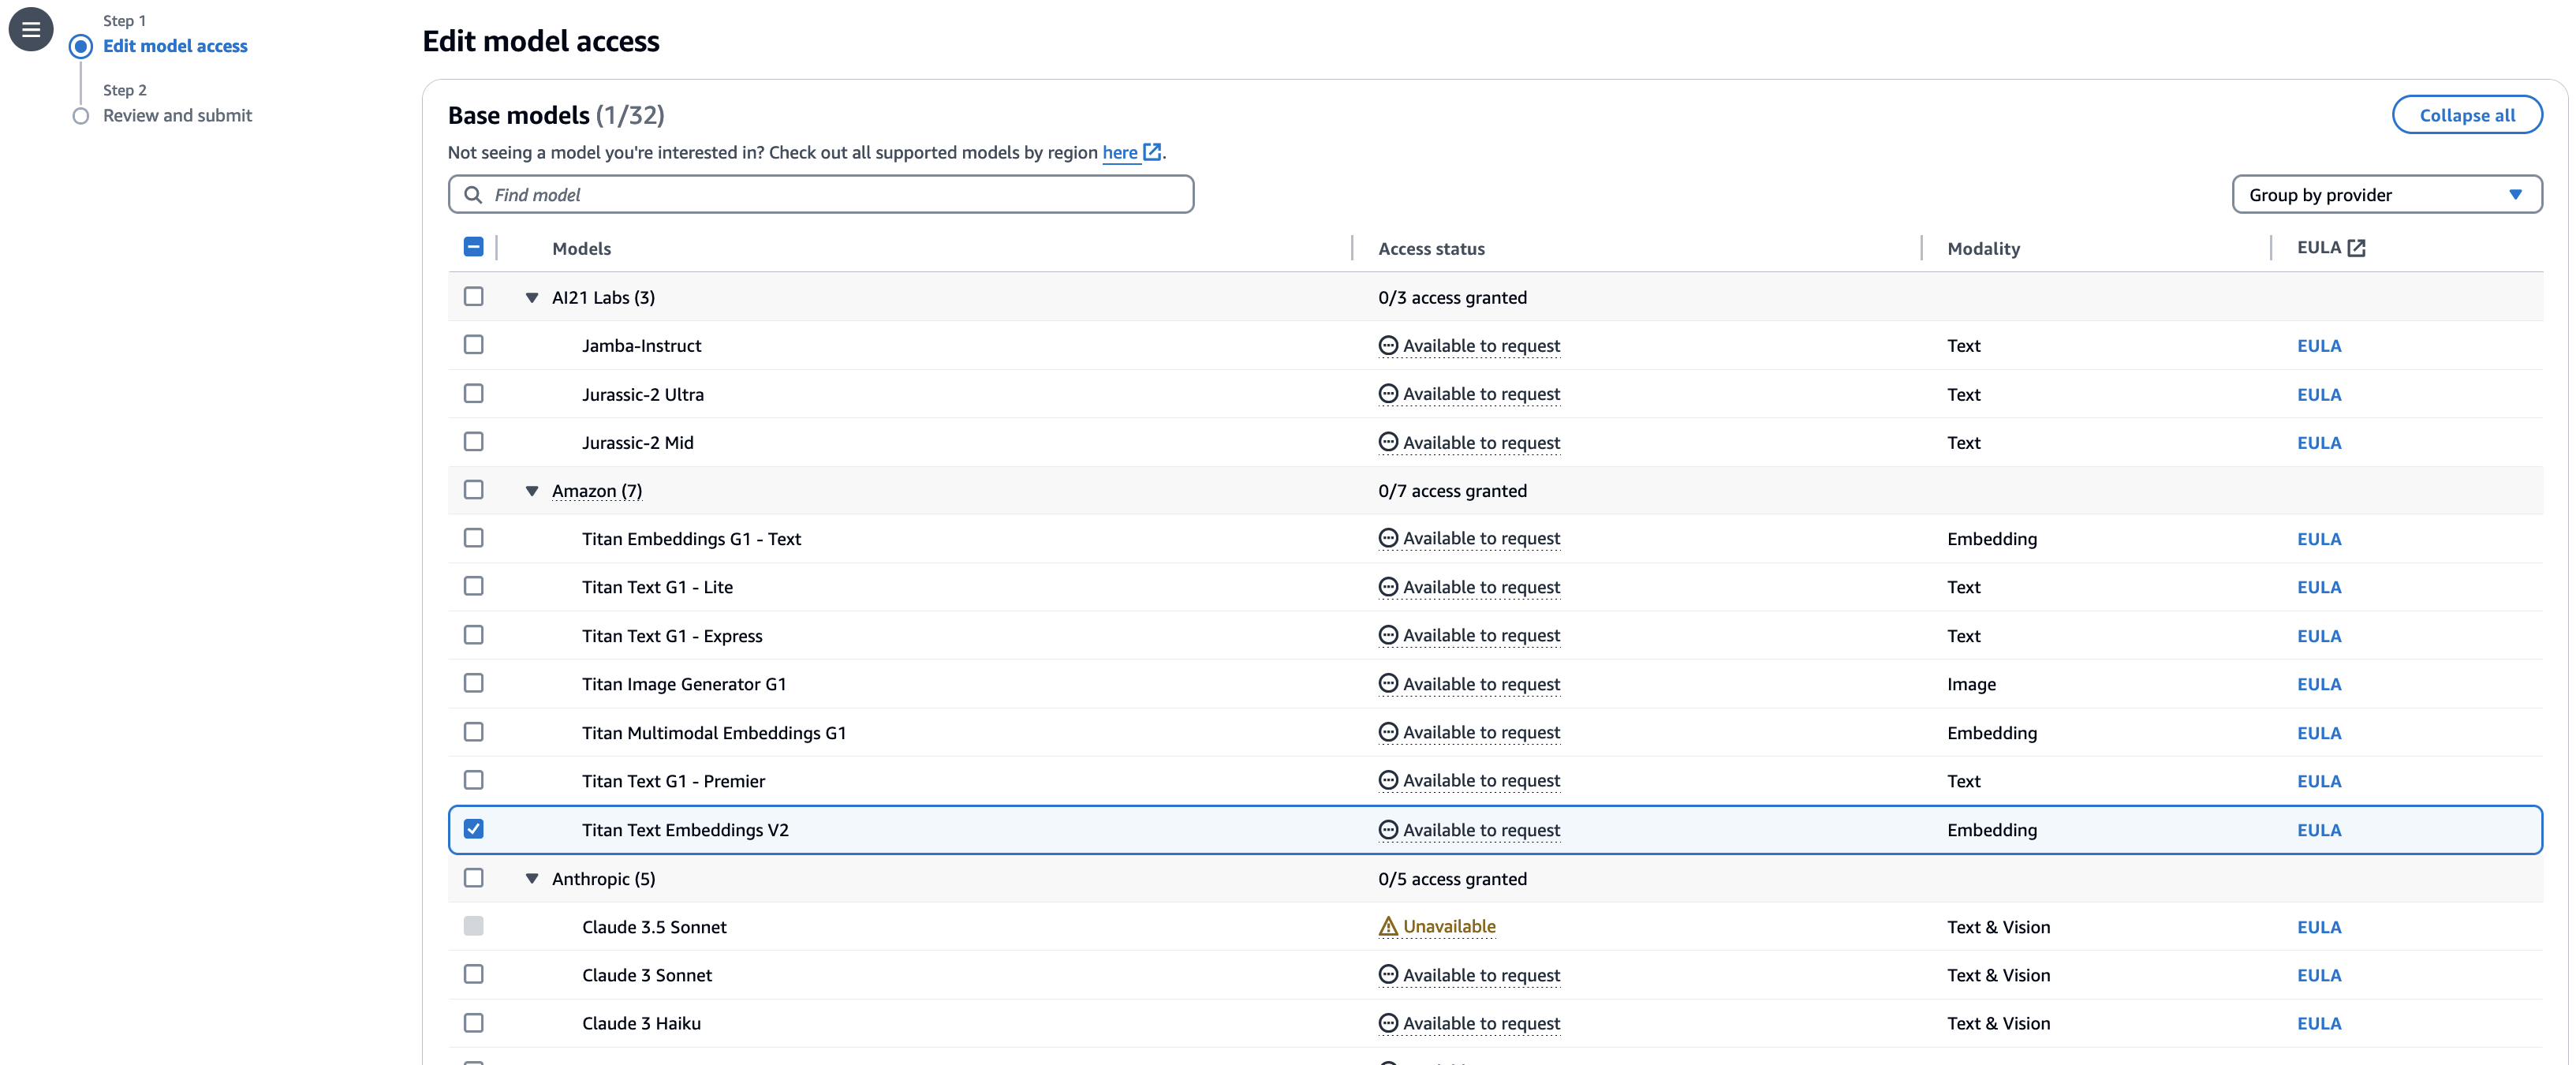 Step 1
Edit model access
Step 2
Review and submit
Edit model access
Base models (1/32)
Collapse all
Not seeing a model you're interested in? Check out all supported models by region here.
Find model
Group by provider
Models Access status Modality EULA
AI21 Labs (3) 0/3 access granted
Jamba-Instruct Available to request Text EULA
Jurassic-2 Ultra Available to request Text EULA
Jurassic-2 Mid Available to request Text EULA
Amazon (7) 0/7 access granted
Titan Embeddings G1 - Text Available to request Embedding EULA
Titan Text G1 - Lite Available to request Text EULA
Titan Text G1 - Express Available to request Text EULA
Titan Image Generator G1 Available to request Image EULA
Titan Multimodal Embeddings G1 Available to request Embedding EULA
Titan Text G1 - Premier Available to request Text EULA
Titan Text Embeddings V2 Available to request Embedding EULA
Anthropic (5) 0/5 access granted
Claude 3.5 Sonnet Unavailable Text & Vision EULA
Claude 3 Sonnet Available to request Text & Vision EULA
Claude 3 Haiku Available to request Text & Vision EULA